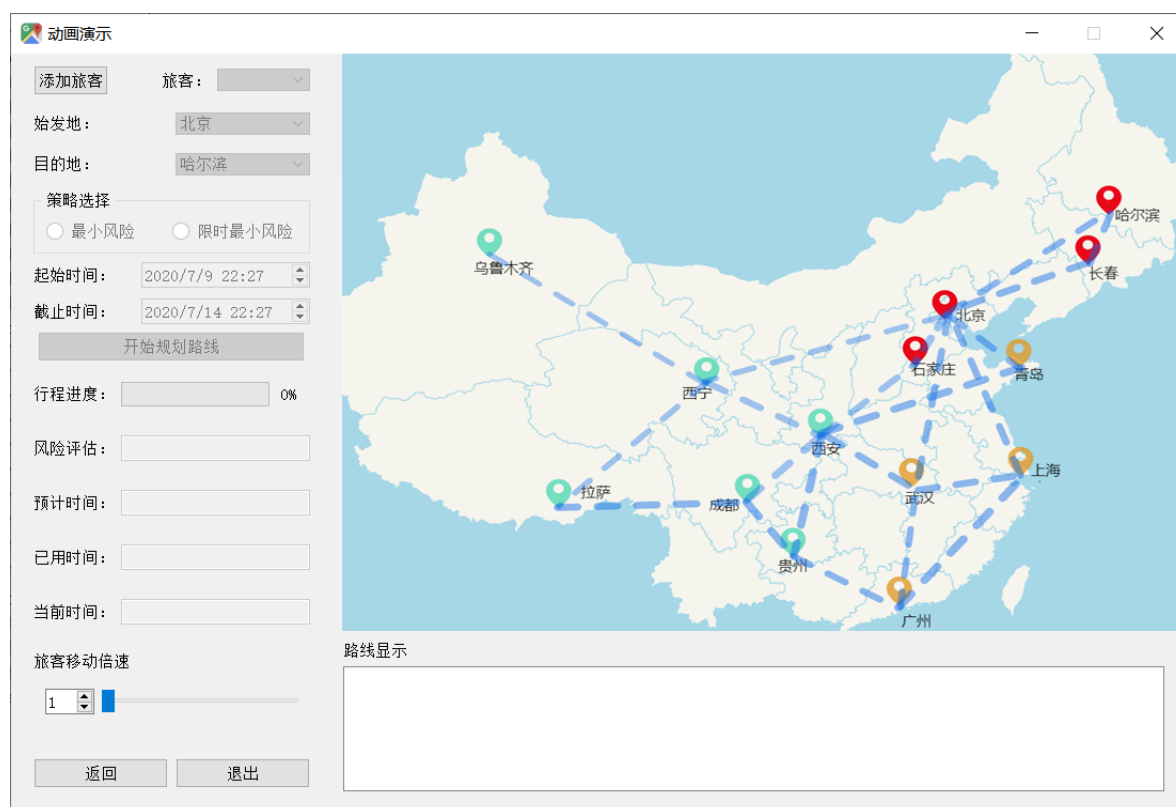 动画演示
添加旅客 旅客：
始发地： 北京
目的地： 哈尔滨
策略选择
最小风险 限时最小风险
起始时间： 2020/7/9 22:27
截止时间： 2020/7/14 22:27
开始规划路线
行程进度： 0%
风险评估：
预计时间：
已用时间：
当前时间：
旅客移动倍速
1
返回 退出
哈尔滨
乌鲁木齐
长春
北京
石家庄
青岛
西宁
西安
上海
拉萨
成都
武汉
贵州
广州
路线显示